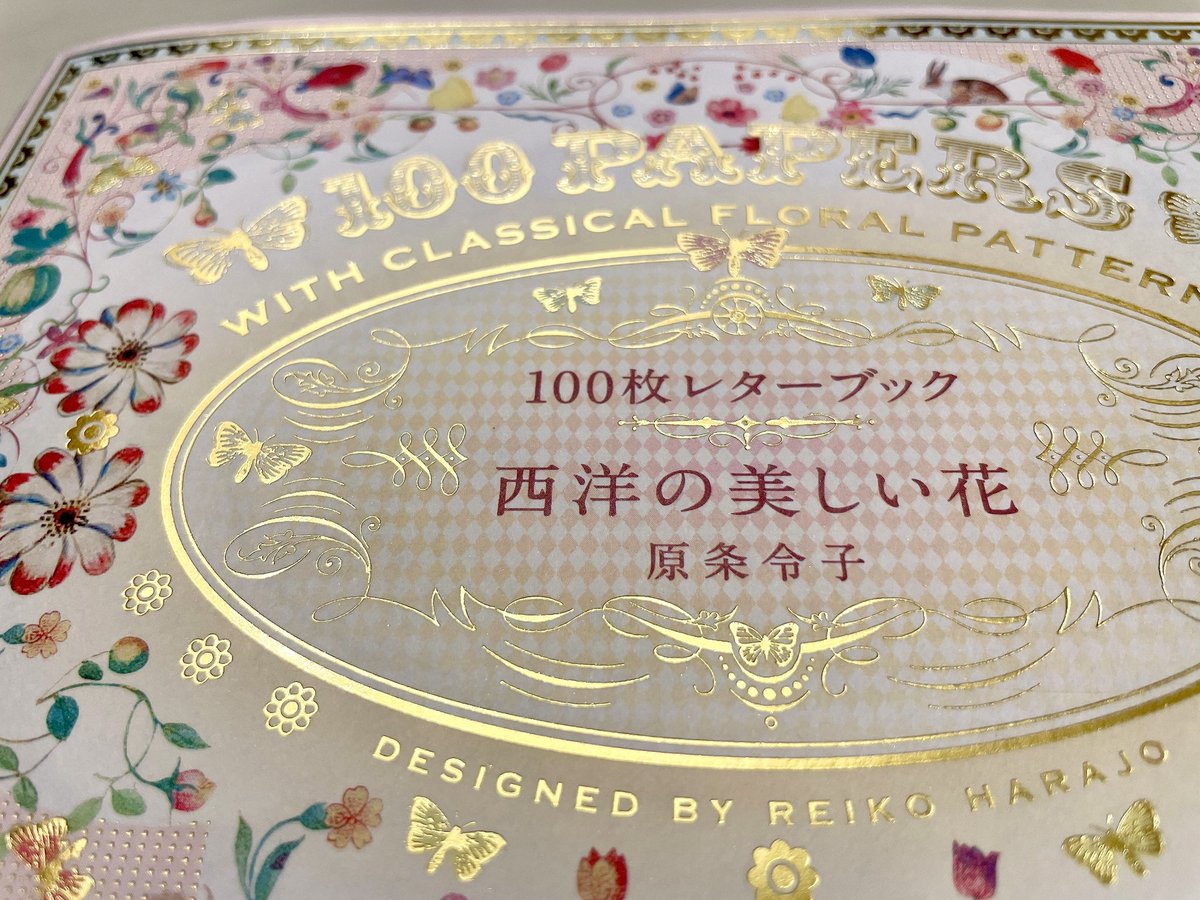 100 PAPERS
WITH CLASSICAL FLORAL PATTERN
100枚レターブック
西洋の美しい花
原条令子
DESIGNED BY REIKO HARAJO